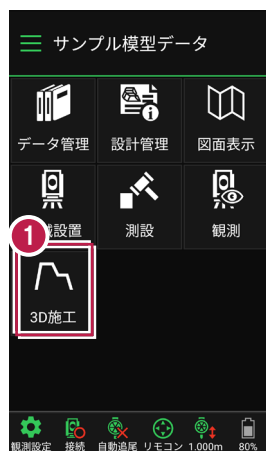 サンプル模型データ
データ管理 設計管理 図面表示
械設置 測設 観測
1
3D施工
観測設定 接続 自動追尾 リモコン 1.000m 80%